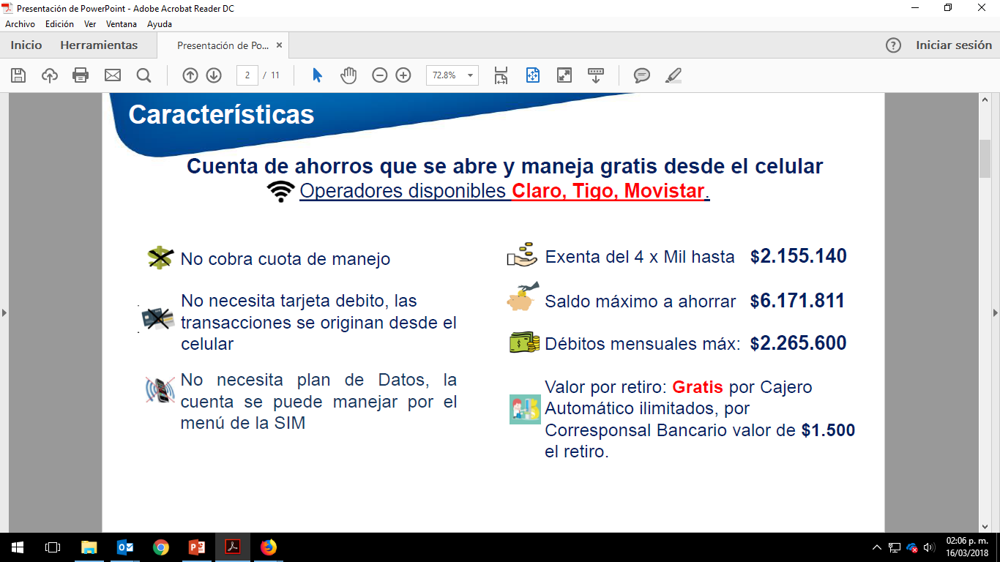 Presentación de PowerPoint - Adobe Acrobat Reader DC
Archivo Edición Ver Ventana Ayuda
Inicio Herramientas Presentación de Po... × ? Iniciar sesión
2 / 11 72.8%
Características
Cuenta de ahorros que se abre y maneja gratis desde el celular
Operadores disponibles Claro, Tigo, Movistar.
No cobra cuota de manejo
No necesita tarjeta debito, las
transacciones se originan desde el
celular
No necesita plan de Datos, la
cuenta se puede manejar por el
menú de la SIM
Exenta del 4 x Mil hasta $2.155.140
Saldo máximo a ahorrar $6.171.811
Débitos mensuales máx: $2.265.600
Valor por retiro: Gratis por Cajero
Automático ilimitados, por
Corresponsal Bancario valor de $1.500
el retiro.
02:06 p. m.
16/03/2018